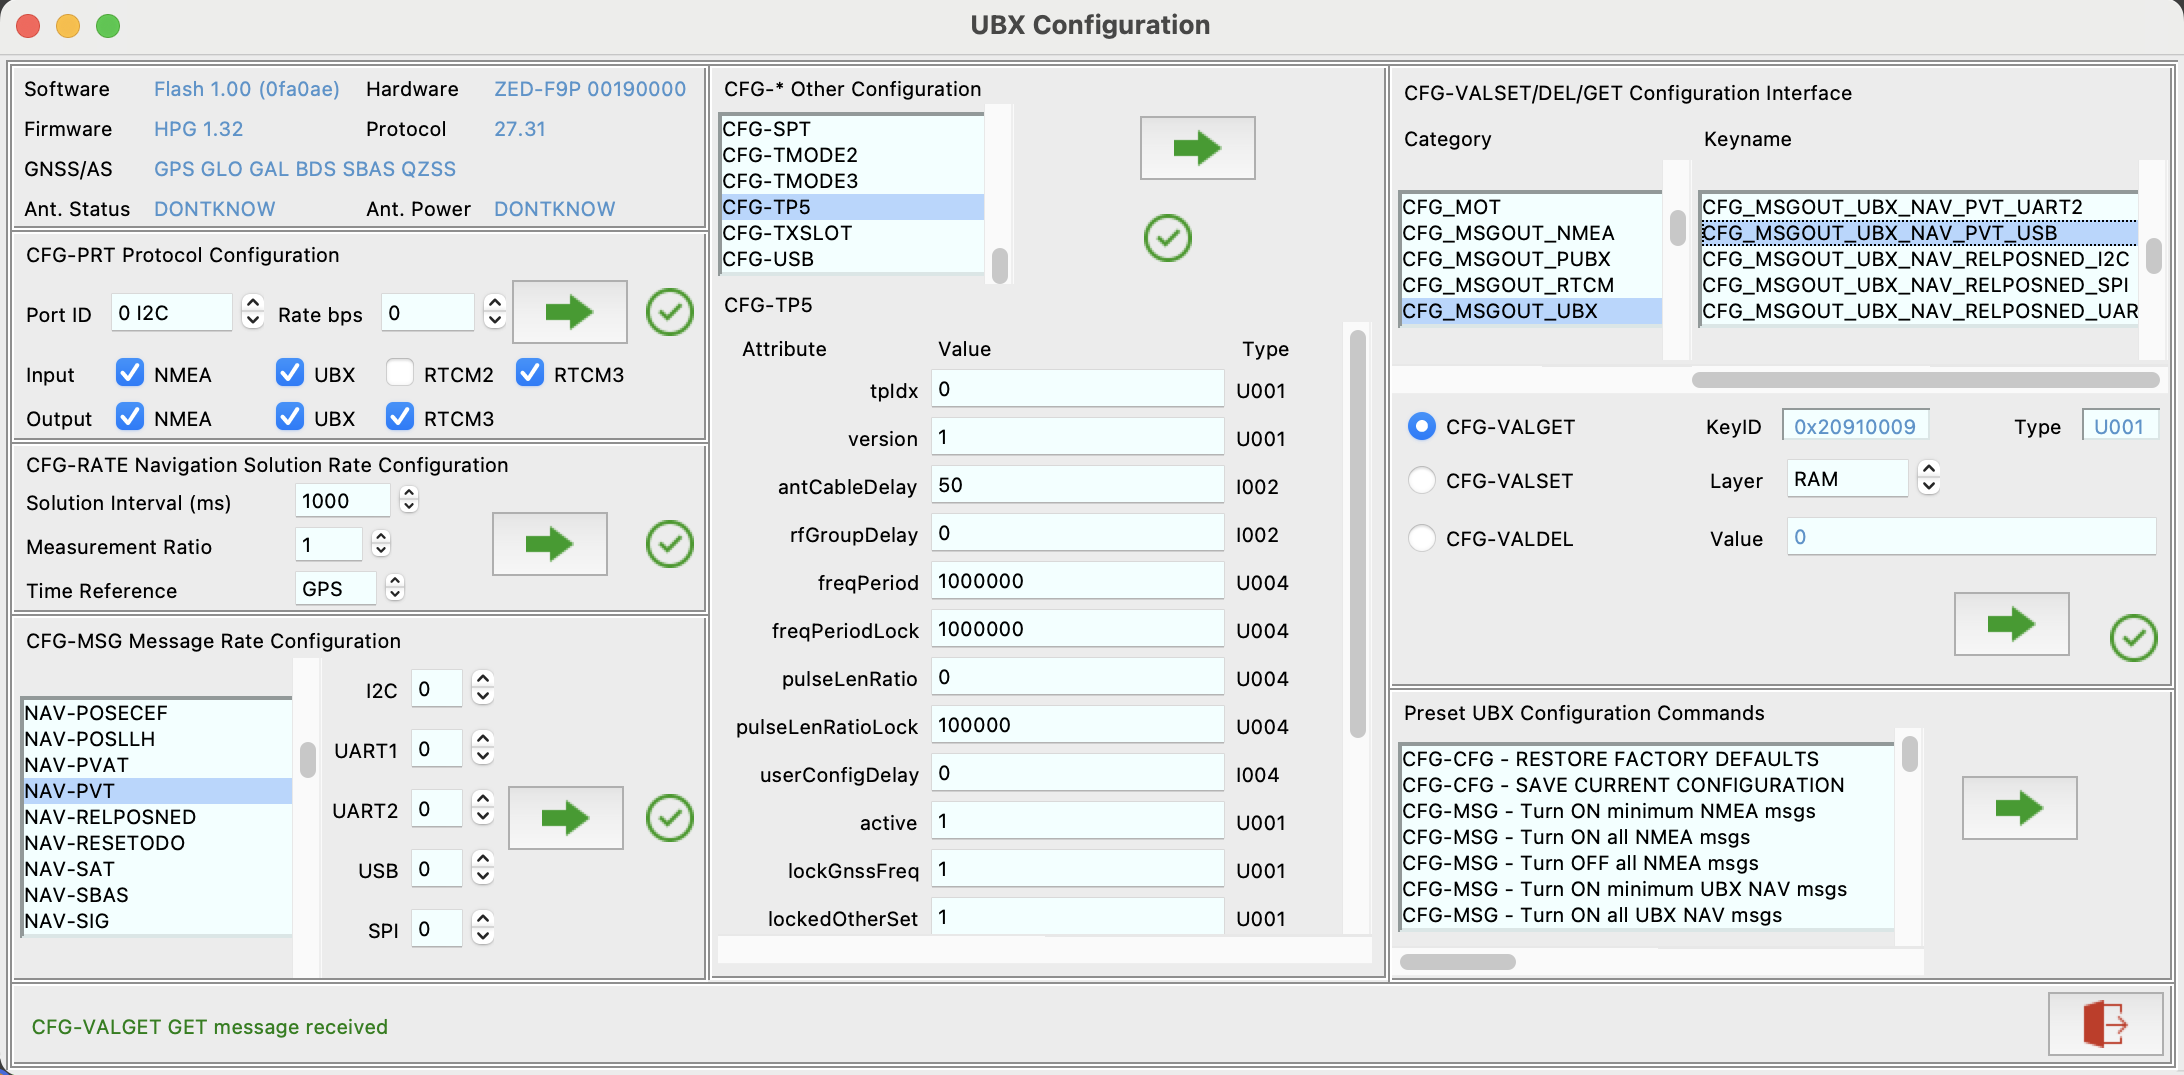 UBX Configuration
Software Flash 1.00 (0fa0ae) Hardware ZED-F9P 00190000
Firmware HPG 1.32 Protocol 27.31
GNSS/AS GPS GLO GAL BDS SBAS QZSS
Ant. Status DONTKNOW Ant. Power DONTKNOW
CFG-PRT Protocol Configuration
Port ID 0 I2C Rate bps 0
Input NMEA UBX RTCM2 RTCM3
Output NMEA UBX RTCM3
CFG-RATE Navigation Solution Rate Configuration
Solution Interval (ms) 1000
Measurement Ratio 1
Time Reference GPS
CFG-MSG Message Rate Configuration
NAV-POSECEF
NAV-POSLLH
NAV-PVAT
NAV-PVT
NAV-RELPOSNED
NAV-RESETODO
NAV-SAT
NAV-SBAS
NAV-SIG
I2C 0
UART1 0
UART2 0
USB 0
SPI 0
CFG-* Other Configuration
CFG-SPT
CFG-TMODE2
CFG-TMODE3
CFG-TP5
CFG-TXSLOT
CFG-USB
CFG-TP5
Attribute Value Type
tpIdx 0 U001
version 1 U001
antCableDelay 50 I002
rfGroupDelay 0 I002
freqPeriod 1000000 U004
freqPeriodLock 1000000 U004
pulseLenRatio 0 U004
pulseLenRatioLock 100000 U004
userConfigDelay 0 I004
active 1 U001
lockGnssFreq 1 U001
lockedOtherSet 1 U001
CFG-VALSET/DEL/GET Configuration Interface
Category Keyname
CFG_MOT
CFG_MSGOUT_NMEA
CFG_MSGOUT_PUBX
CFG_MSGOUT_RTCM
CFG_MSGOUT_UBX
CFG_MSGOUT_UBX_NAV_PVT_UART2
CFG_MSGOUT_UBX_NAV_PVT_USB
CFG_MSGOUT_UBX_NAV_RELPOSNED_I2C
CFG_MSGOUT_UBX_NAV_RELPOSNED_SPI
CFG_MSGOUT_UBX_NAV_RELPOSNED_UAR
CFG-VALGET KeyID 0x20910009 Type U001
CFG-VALSET Layer RAM
CFG-VALDEL Value 0
Preset UBX Configuration Commands
CFG-CFG - RESTORE FACTORY DEFAULTS
CFG-CFG - SAVE CURRENT CONFIGURATION
CFG-MSG - Turn ON minimum NMEA msgs
CFG-MSG - Turn ON all NMEA msgs
CFG-MSG - Turn OFF all NMEA msgs
CFG-MSG - Turn ON minimum UBX NAV msgs
CFG-MSG - Turn ON all UBX NAV msgs
CFG-VALGET GET message received